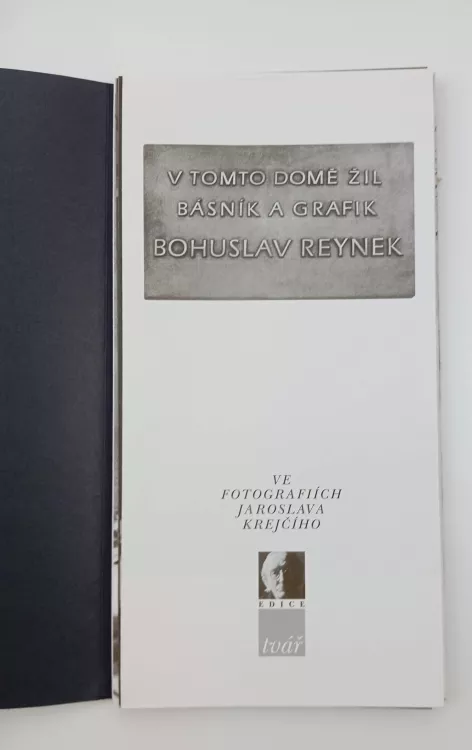 V TOMTO DOMĚ ŽIL
BÁSNÍK A GRAFIK
BOHUSLAV REYNEK
VE
FOTOGRAFIÍCH
JAROSLAVA
KREJČÍHO
EDICE
tvář